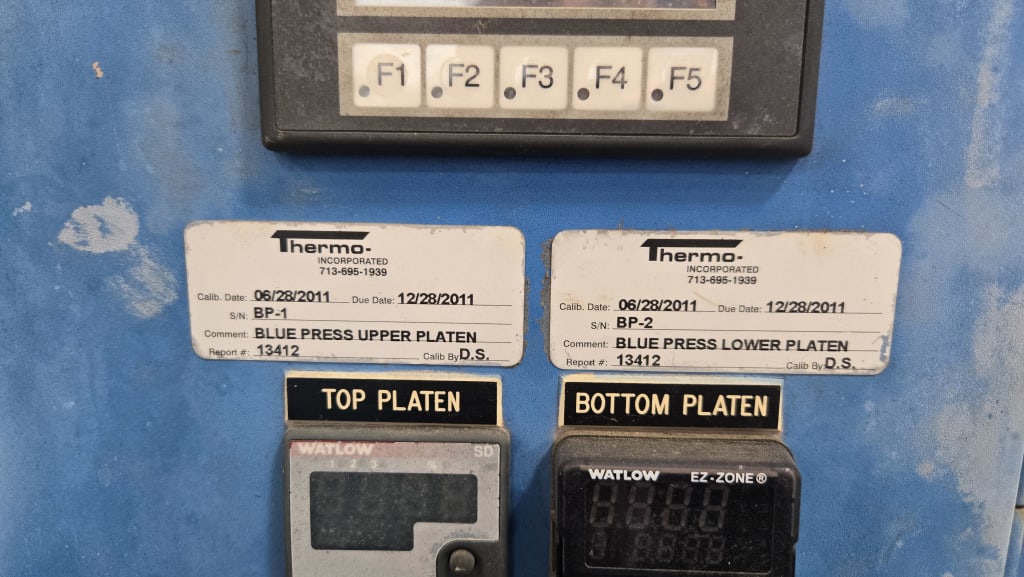 F1 F2 F3 F4 F5
Thermo-
INCORPORATED
713-695-1939
Calib. Date: 06/28/2011 Due Date: 12/28/2011
S/N: BP-1
Comment: BLUE PRESS UPPER PLATEN
Report #: 13412 Calib By: D.S.
Thermo-
INCORPORATED
713-695-1939
Calib. Date: 06/28/2011 Due Date: 12/28/2011
S/N: BP-2
Comment: BLUE PRESS LOWER PLATEN
Report #: 13412 Calib By: D.S.
TOP PLATEN
BOTTOM PLATEN
WATLOW SD
1 2 3 %
WATLOW EZ-ZONE®